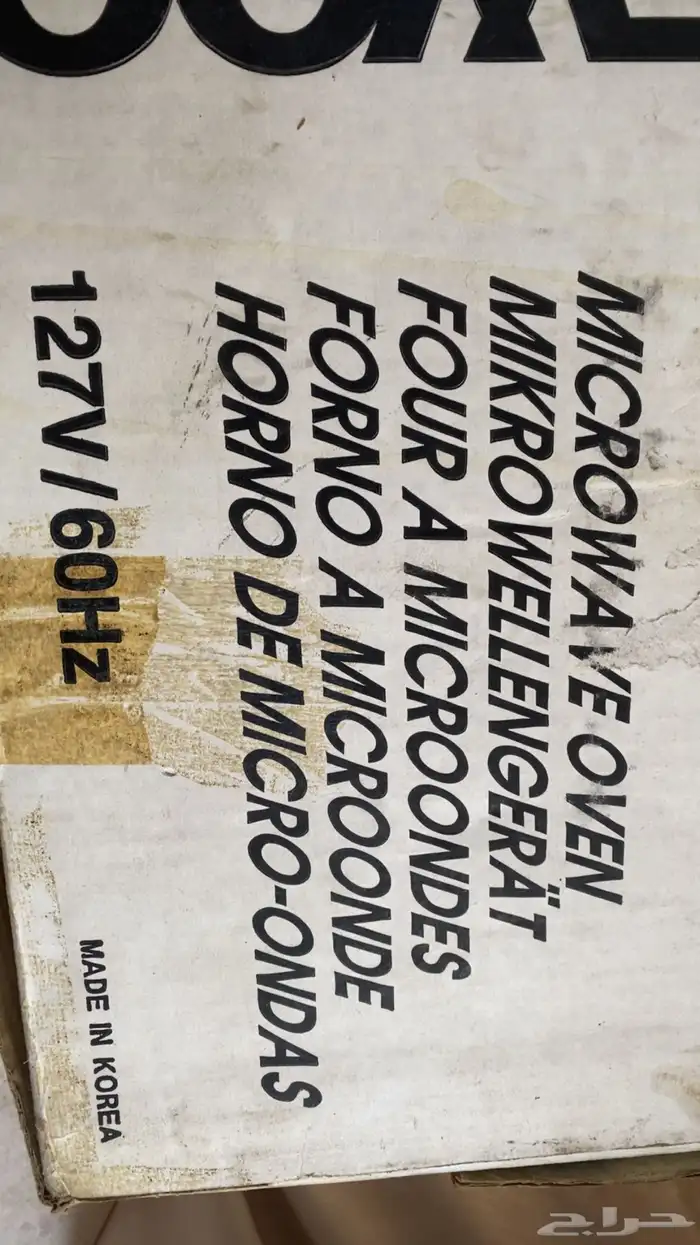 MICROWAVE OVEN
MIKROWELLENGERÄT
FOUR A MICROONDES
FORNO A MICROONDE
HORNO DE MICRO-ONDAS
127V/60Hz
MADE IN KOREA
حراج